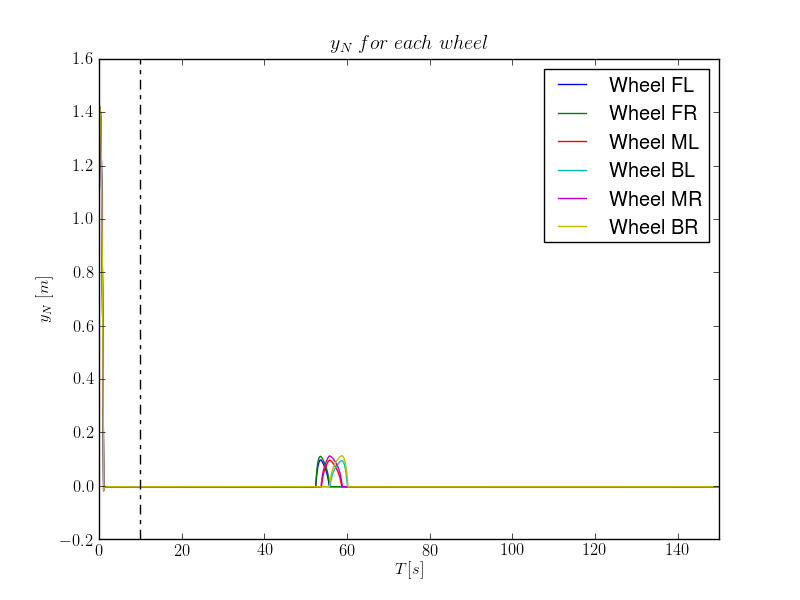 y_N for each wheel
1.6
1.4
1.2
1.0
0.8
0.6
0.4
0.2
0.0
−0.2
y_N [m]
0 20 40 60 80 100 120 140
T[s]
Wheel FL
Wheel FR
Wheel ML
Wheel BL
Wheel MR
Wheel BR